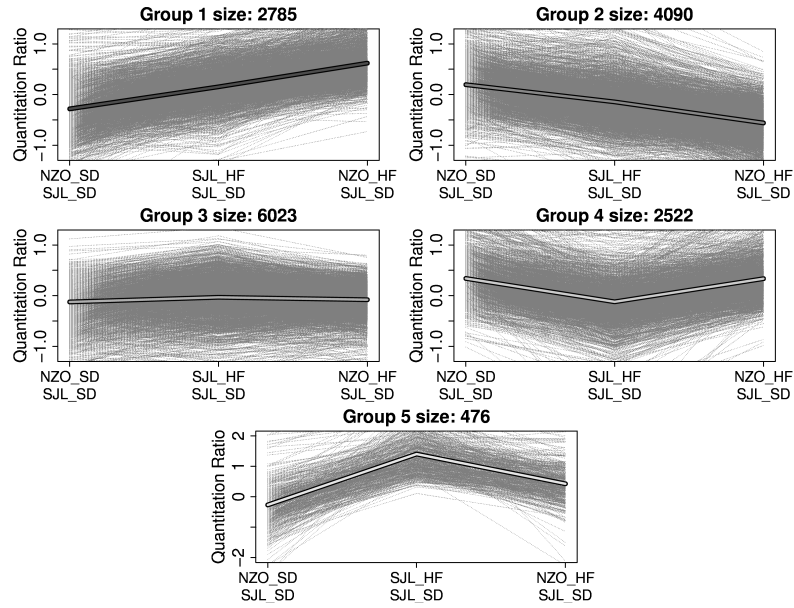 Group 1 size: 2785
Quantitation Ratio
1.0
0.0
−1.0
NZO_SD SJL_HF NZO_HF
SJL_SD SJL_SD SJL_SD
Group 2 size: 4090
Quantitation Ratio
1.0
0.0
−1.0
NZO_SD SJL_HF NZO_HF
SJL_SD SJL_SD SJL_SD
Group 3 size: 6023
Quantitation Ratio
1.0
0.0
−1.0
NZO_SD SJL_HF NZO_HF
SJL_SD SJL_SD SJL_SD
Group 4 size: 2522
Quantitation Ratio
1.0
0.0
−1.0
NZO_SD SJL_HF NZO_HF
SJL_SD SJL_SD SJL_SD
Group 5 size: 476
Quantitation Ratio
2
1
0
−2
NZO_SD SJL_HF NZO_HF
SJL_SD SJL_SD SJL_SD